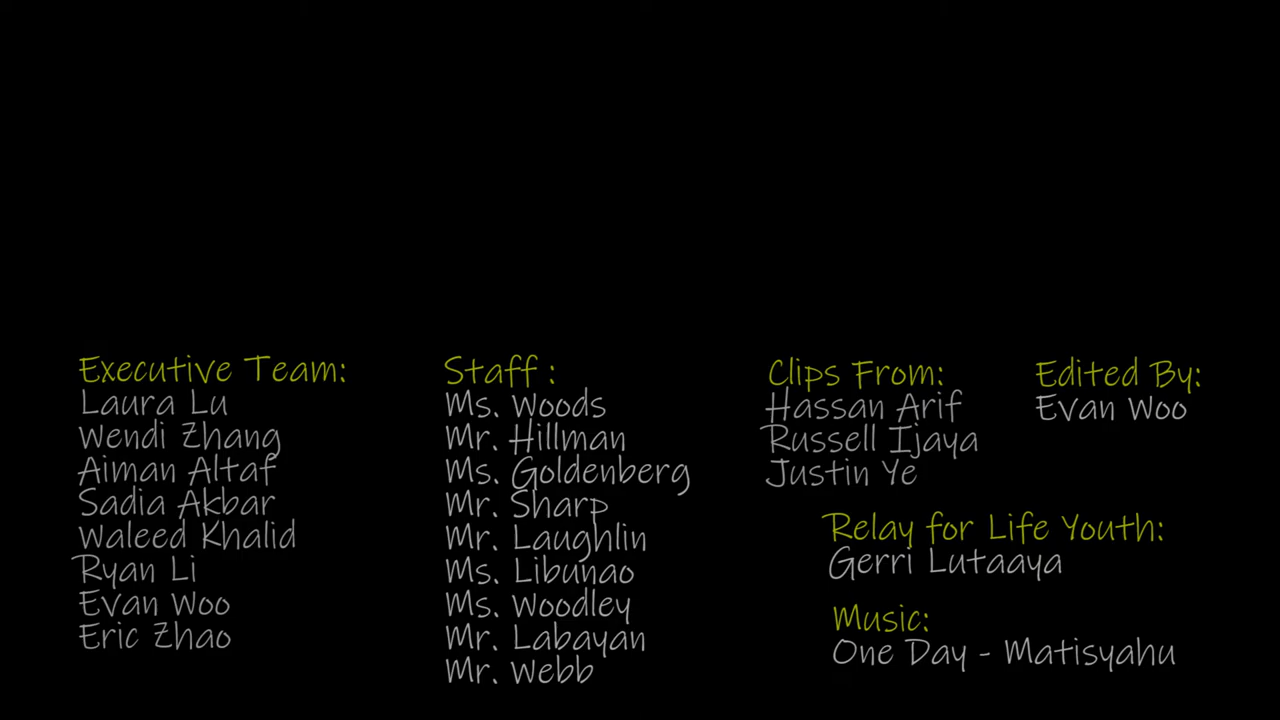 Executive Team:
Laura Lu
Wendi Zhang
Aiman Altaf
Sadia Akbar
Waleed Khalid
Ryan Li
Evan Woo
Eric Zhao
Staff :
Ms. Woods
Mr. Hillman
Ms. Goldenberg
Mr. Sharp
Mr. Laughlin
Ms. Libunao
Ms. Woodley
Mr. Labayan
Mr. Webb
Clips From:
Hassan Arif
Russell Ijaya
Justin Ye
Edited By:
Evan Woo
Relay for Life Youth:
Gerri Lutaaya
Music:
One Day - Matisyahu